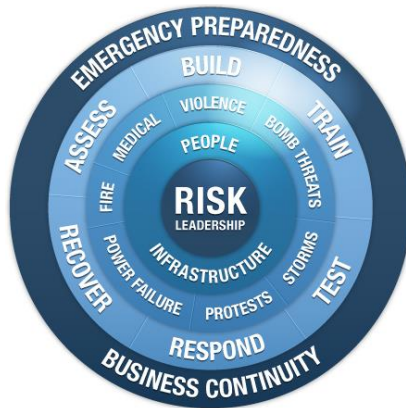 EMERGENCY PREPAREDNESS
BUILD
TRAIN
TEST
RESPOND
RECOVER
ASSESS
VIOLENCE
BOMB THREATS
STORMS
PROTESTS
POWER FAILURE
FIRE
MEDICAL
PEOPLE
RISK
LEADERSHIP
INFRASTRUCTURE
BUSINESS CONTINUITY